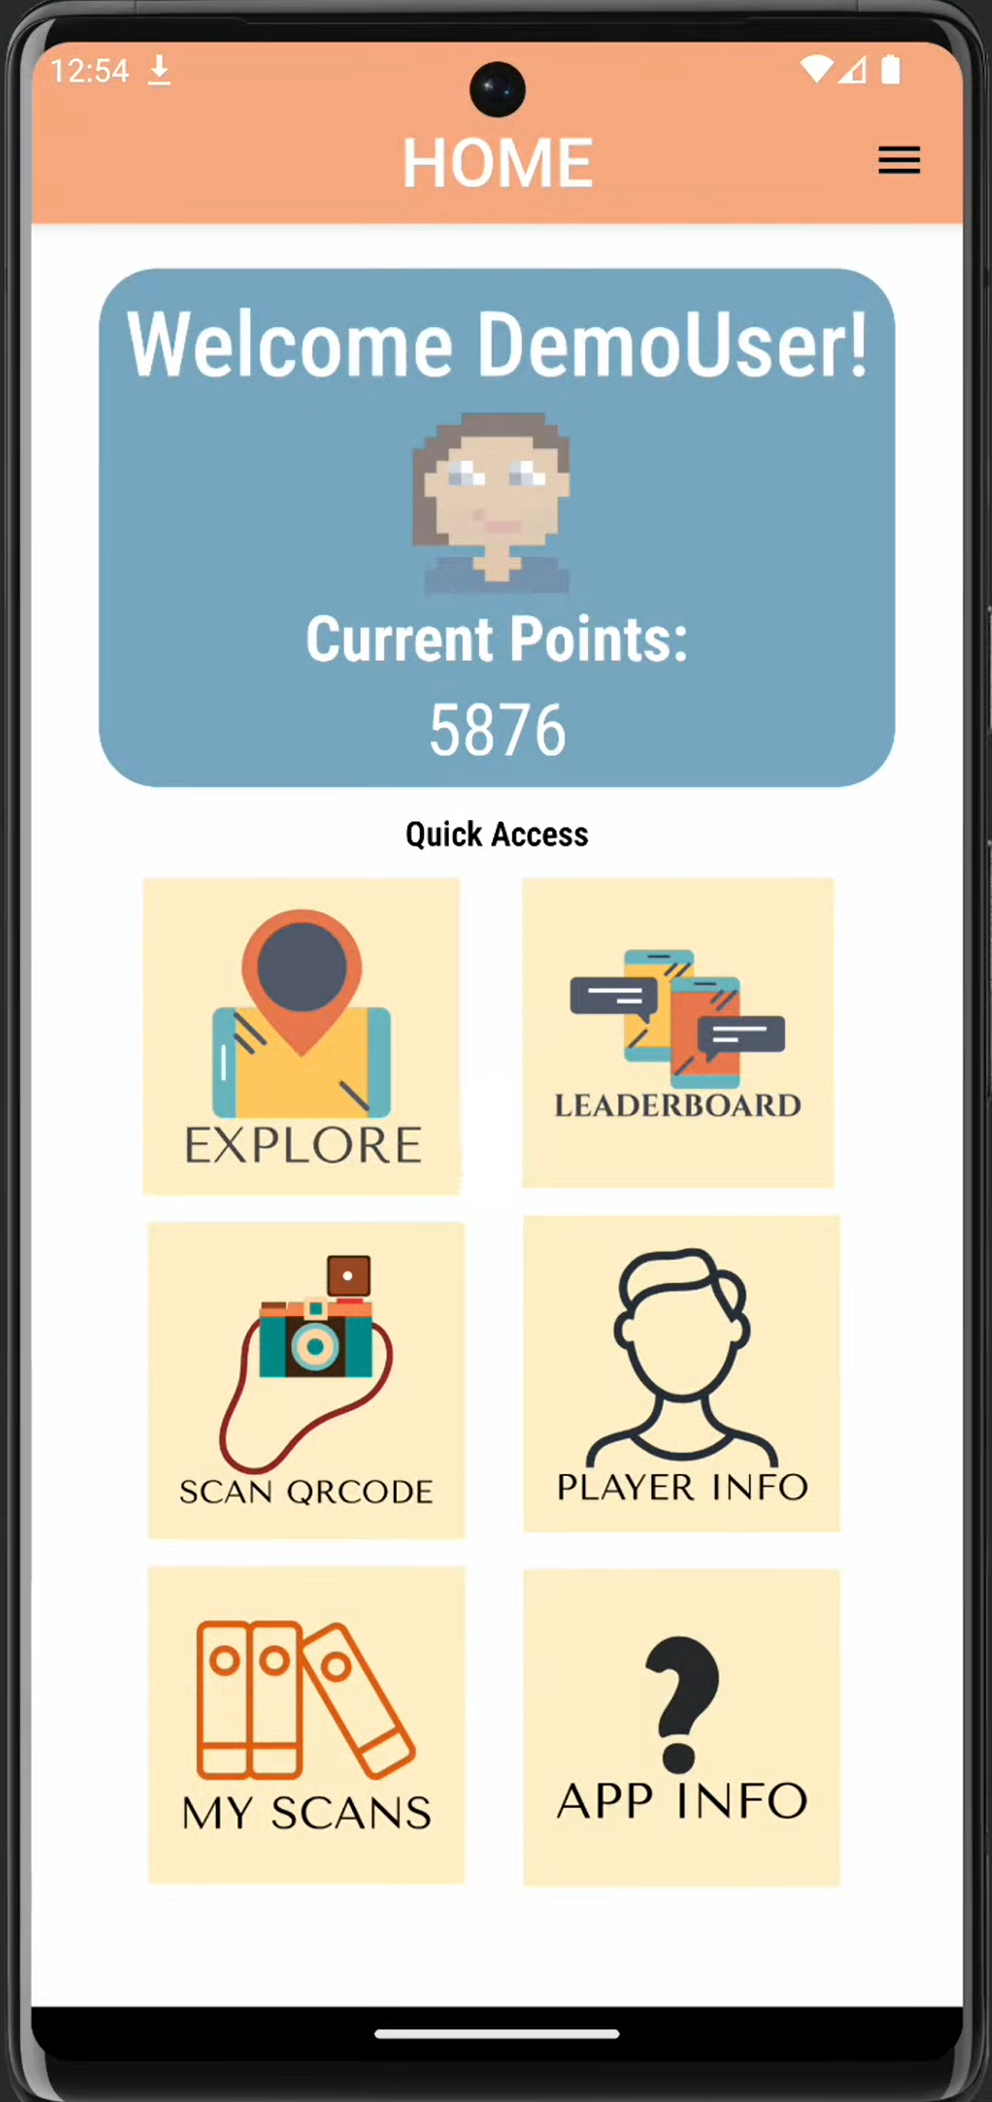 12:54
HOME
Welcome DemoUser!
Current Points:
5876
Quick Access
EXPLORE
LEADERBOARD
SCAN QRCODE
PLAYER INFO
MY SCANS
APP INFO